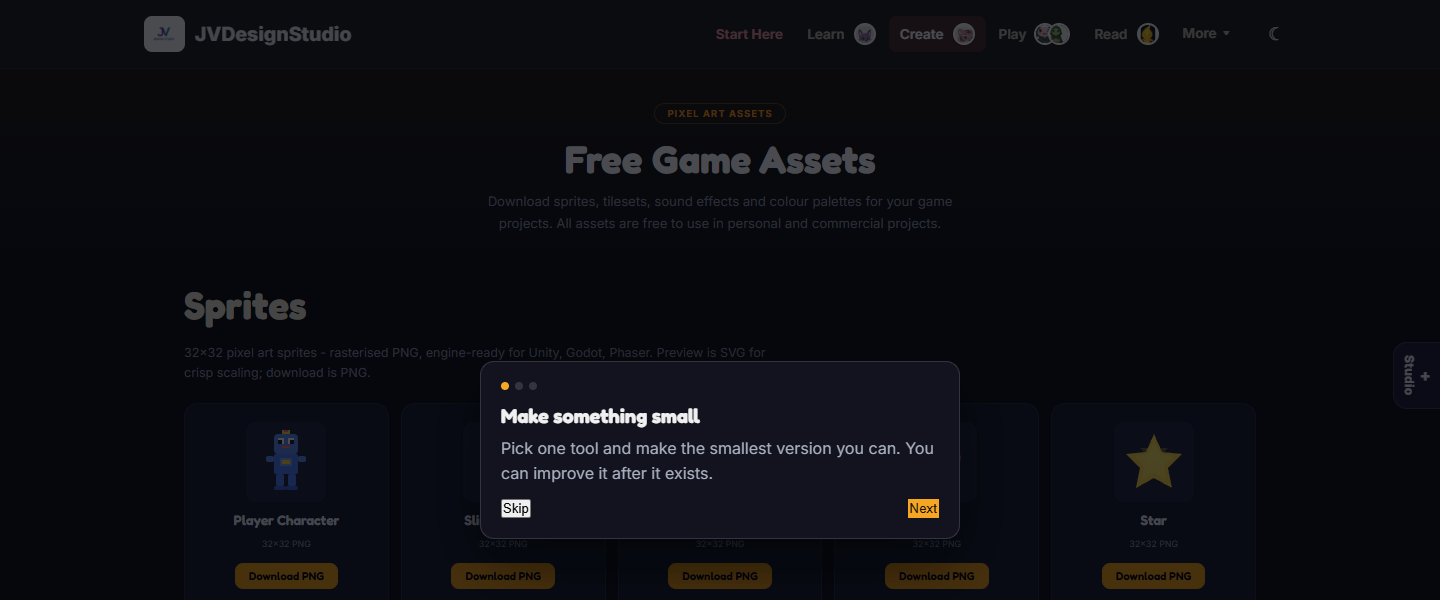 JV JVDesignStudio
Start Here Learn Create Play Read More
PIXEL ART ASSETS
Free Game Assets
Download sprites, tilesets, sound effects and colour palettes for your game
projects. All assets are free to use in personal and commercial projects.
Sprites
32×32 pixel art sprites - rasterised PNG, engine-ready for Unity, Godot, Phaser. Preview is SVG for
crisp scaling; download is PNG.
Studio
Make something small
Pick one tool and make the smallest version you can. You
can improve it after it exists.
Skip Next
Player Character Sli Star
32×32 PNG 32×32 PNG 32×32 PNG 32×32 PNG 32×32 PNG
Download PNG Download PNG Download PNG Download PNG Download PNG